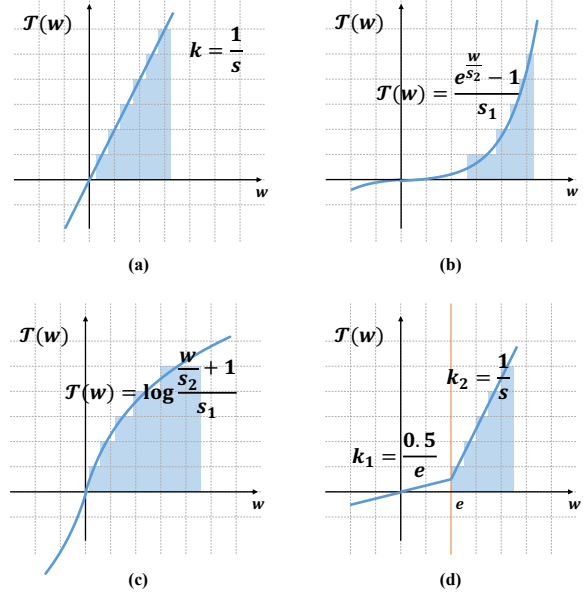 𝒯(w)
k = 1/s
w
(a)
𝒯(w)
𝒯(w) = (e^(w/s₂) − 1)/s₁
w
(b)
𝒯(w)
𝒯(w) = log (w/s₂ + 1)/s₁
w
(c)
𝒯(w)
k₂ = 1/s
k₁ = 0.5/e
e
w
(d)